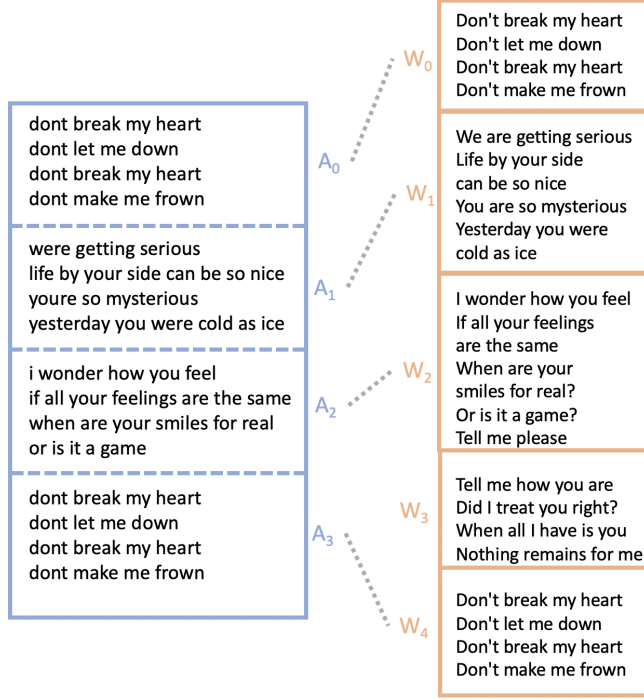 dont break my heart
dont let me down
dont break my heart
dont make me frown
A0
were getting serious
life by your side can be so nice
youre so mysterious
yesterday you were cold as ice
A1
i wonder how you feel
if all your feelings are the same
when are your smiles for real
or is it a game
A2
dont break my heart
dont let me down
dont break my heart
dont make me frown
A3
W0
Don't break my heart
Don't let me down
Don't break my heart
Don't make me frown
W1
We are getting serious
Life by your side
can be so nice
You are so mysterious
Yesterday you were
cold as ice
W2
I wonder how you feel
If all your feelings
are the same
When are your
smiles for real?
Or is it a game?
Tell me please
W3
Tell me how you are
Did I treat you right?
When all I have is you
Nothing remains for me
W4
Don't break my heart
Don't let me down
Don't break my heart
Don't make me frown